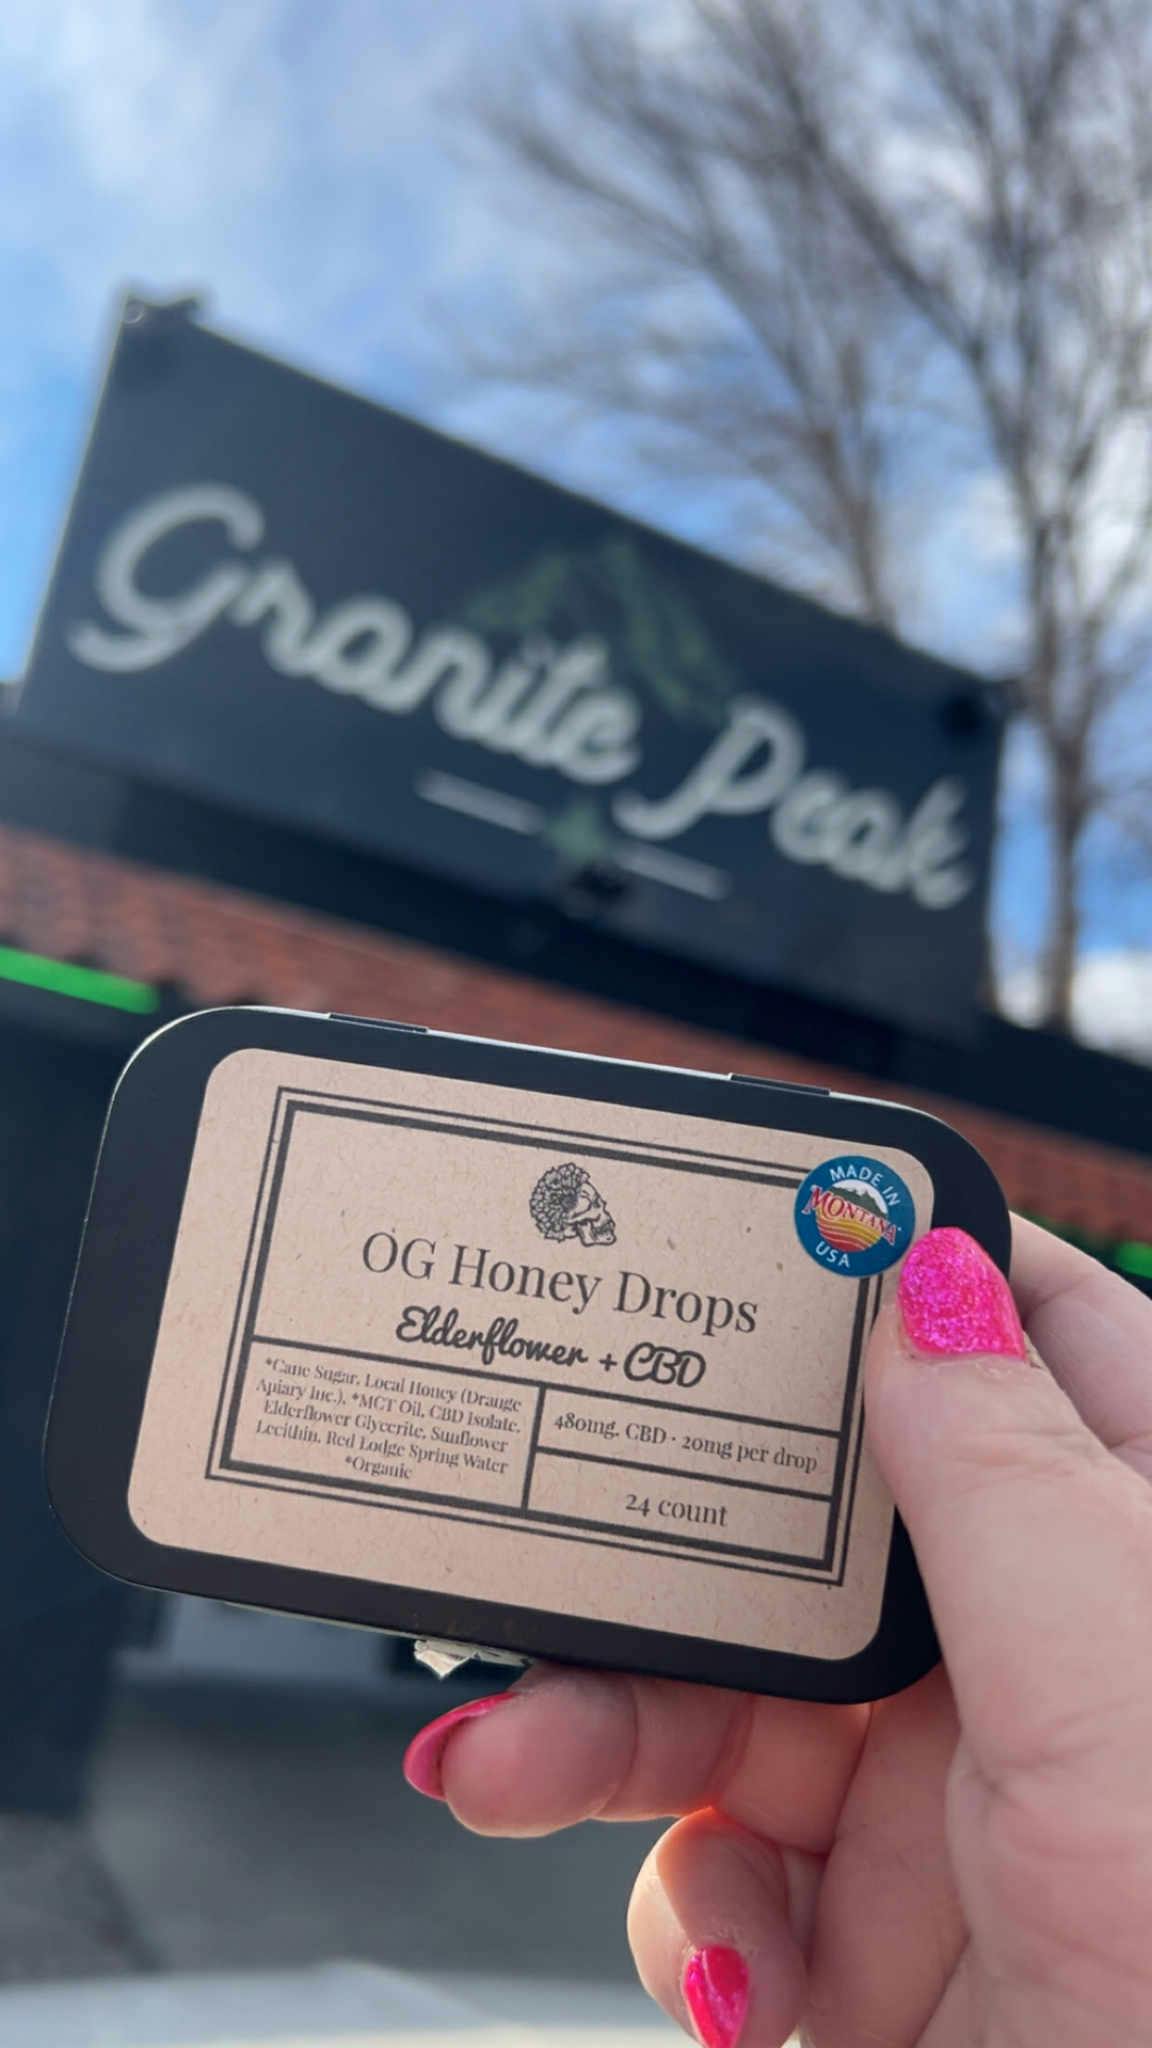 Granite Peak
MADE IN
MONTANA
USA
OG Honey Drops
Elderflower + CBD
*Cane Sugar, Local Honey (Drange
Apiary Inc.), *MCT Oil, CBD Isolate,
Elderflower Glycerite, Sunflower
Lecithin, Red Lodge Spring Water
*Organic
480mg. CBD · 20mg per drop
24 count